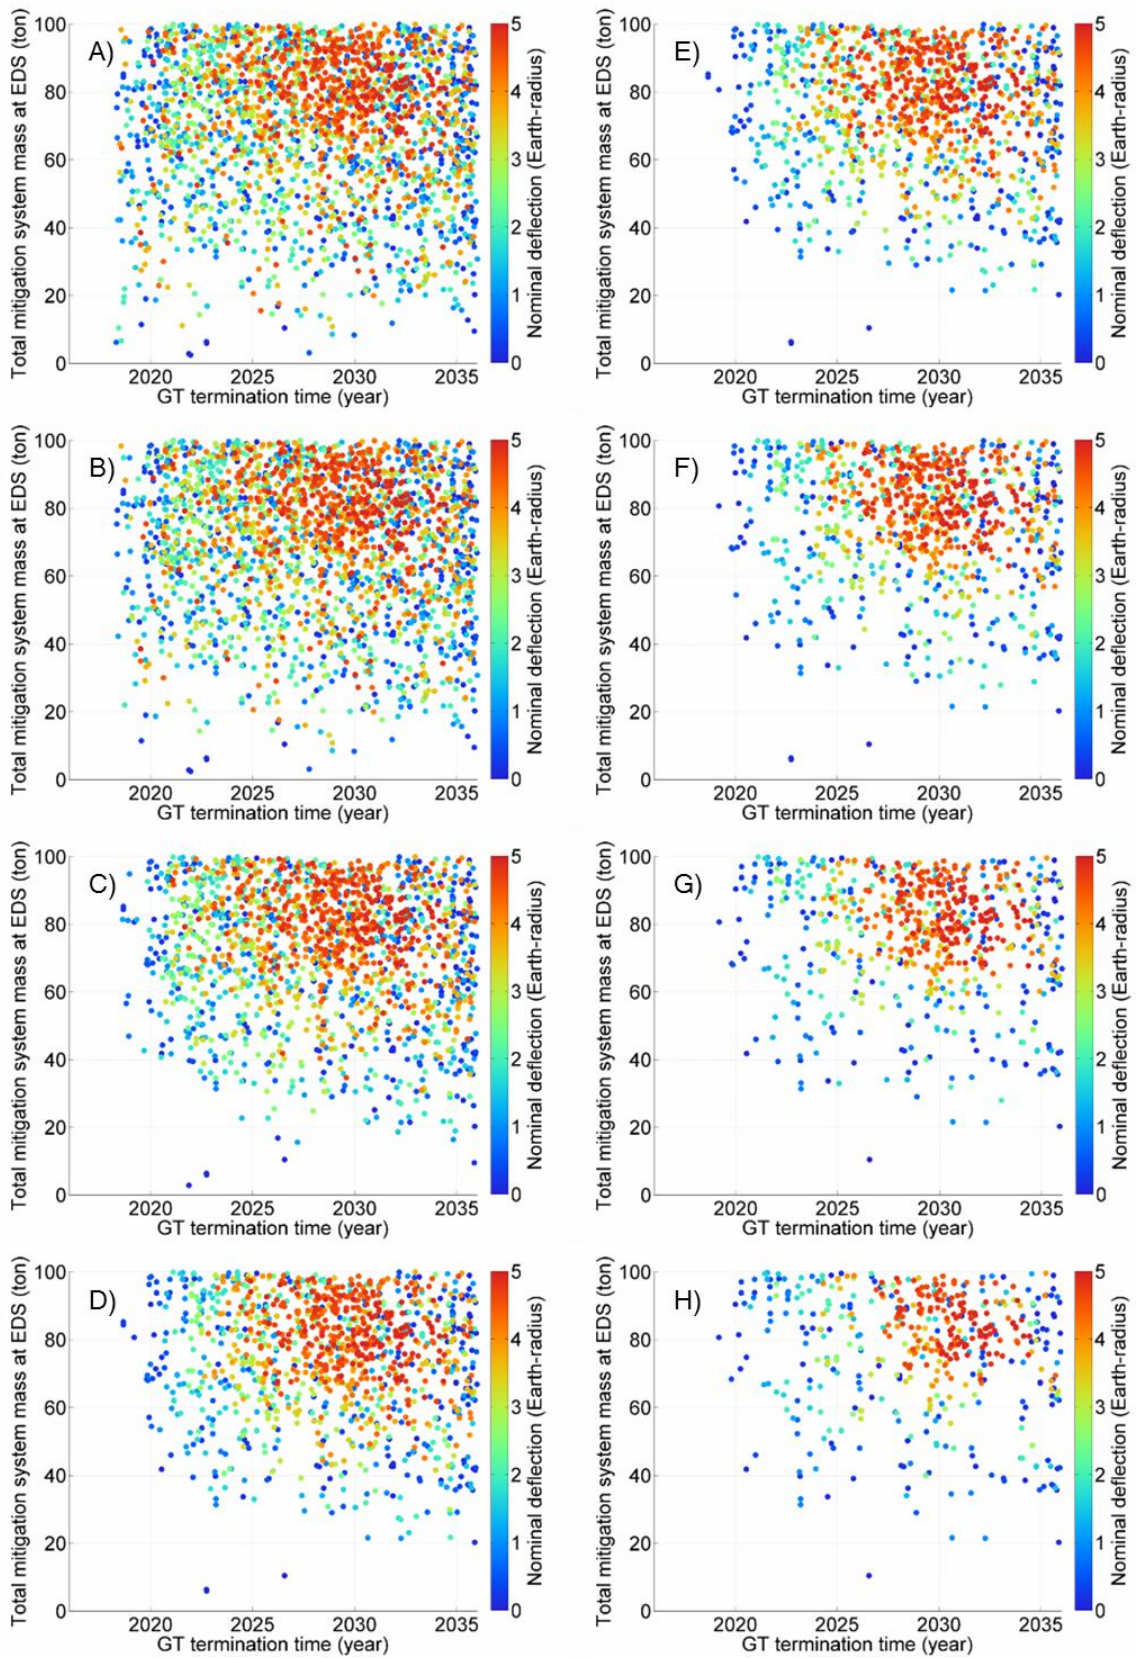 A)
Total mitigation system mass at EDS (ton)
100
80
60
40
20
0
2020 2025 2030 2035
GT termination time (year)
5
4
3
2
1
0
Nominal deflection (Earth-radius)
E)
Total mitigation system mass at EDS (ton)
100
80
60
40
20
0
2020 2025 2030 2035
GT termination time (year)
5
4
3
2
1
0
Nominal deflection (Earth-radius)
B)
Total mitigation system mass at EDS (ton)
100
80
60
40
20
0
2020 2025 2030 2035
GT termination time (year)
5
4
3
2
1
0
Nominal deflection (Earth-radius)
F)
Total mitigation system mass at EDS (ton)
100
80
60
40
20
0
2020 2025 2030 2035
GT termination time (year)
5
4
3
2
1
0
Nominal deflection (Earth-radius)
C)
Total mitigation system mass at EDS (ton)
100
80
60
40
20
0
2020 2025 2030 2035
GT termination time (year)
5
4
3
2
1
0
Nominal deflection (Earth-radius)
G)
Total mitigation system mass at EDS (ton)
100
80
60
40
20
0
2020 2025 2030 2035
GT termination time (year)
5
4
3
2
1
0
Nominal deflection (Earth-radius)
D)
Total mitigation system mass at EDS (ton)
100
80
60
40
20
0
2020 2025 2030 2035
GT termination time (year)
5
4
3
2
1
0
Nominal deflection (Earth-radius)
H)
Total mitigation system mass at EDS (ton)
100
80
60
40
20
0
2020 2025 2030 2035
GT termination time (year)
5
4
3
2
1
0
Nominal deflection (Earth-radius)